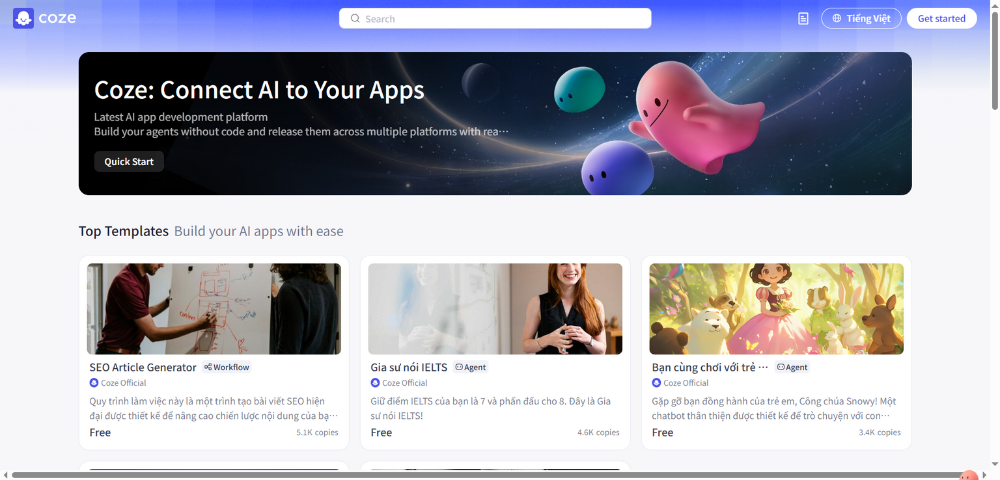 coze
Search
Tiếng Việt
Get started
Coze: Connect AI to Your Apps
Latest AI app development platform
Build your agents without code and release them across multiple platforms with rea…
Quick Start
Top Templates Build your AI apps with ease
SEO Article Generator Workflow
Coze Official
Quy trình làm việc này là một trình tạo bài viết SEO hiện
đại được thiết kế để nâng cao chiến lược nội dung của bạ…
Free 5.1K copies
Gia sư nói IELTS Agent
Coze Official
Giữ điểm IELTS của bạn là 7 và phấn đấu cho 8. Đây là Gia
sư nói IELTS!
Free 4.6K copies
Bạn cùng chơi với trẻ … Agent
Coze Official
Gặp gỡ bạn đồng hành của trẻ em, Công chúa Snowy! Một
chatbot thân thiện được thiết kế để trò chuyện với con…
Free 3.4K copies